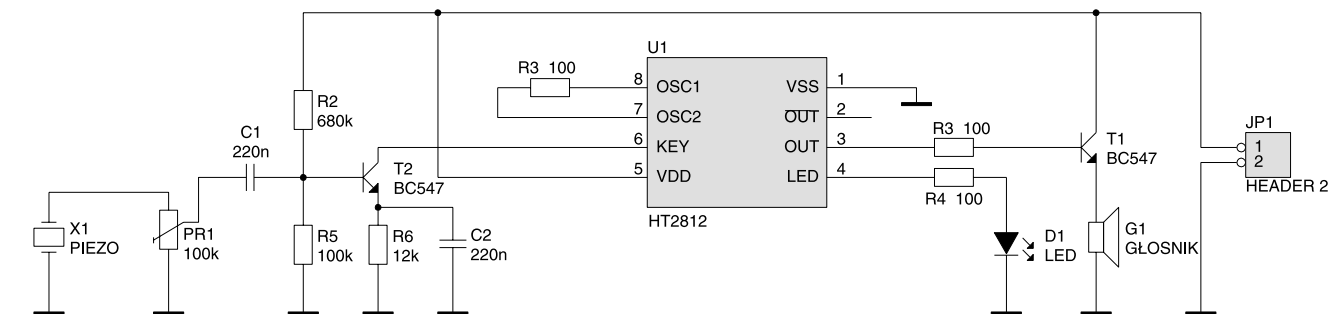 U1
R3 100
8 OSC1 VSS 1
7 OSC2 OUT 2
6 KEY OUT 3
5 VDD LED 4
HT2812
R2
680k
C1
220n
T2
BC547
X1
PIEZO
PR1
100k
R5
100k
R6
12k
C2
220n
R3 100
R4 100
T1
BC547
D1
LED
G1
GŁOSNIK
JP1
1
2
HEADER 2